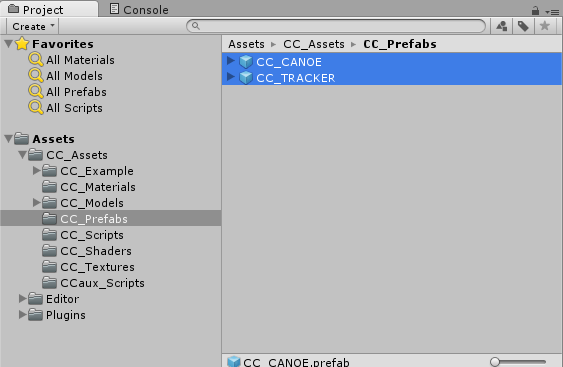 Project
Console
Create
Favorites
All Materials
All Models
All Prefabs
All Scripts
Assets
CC_Assets
CC_Example
CC_Materials
CC_Models
CC_Prefabs
CC_Scripts
CC_Shaders
CC_Textures
CCaux_Scripts
Editor
Plugins
Assets ▸ CC_Assets ▸ CC_Prefabs
CC_CANOE
CC_TRACKER
CC_CANOE.prefab